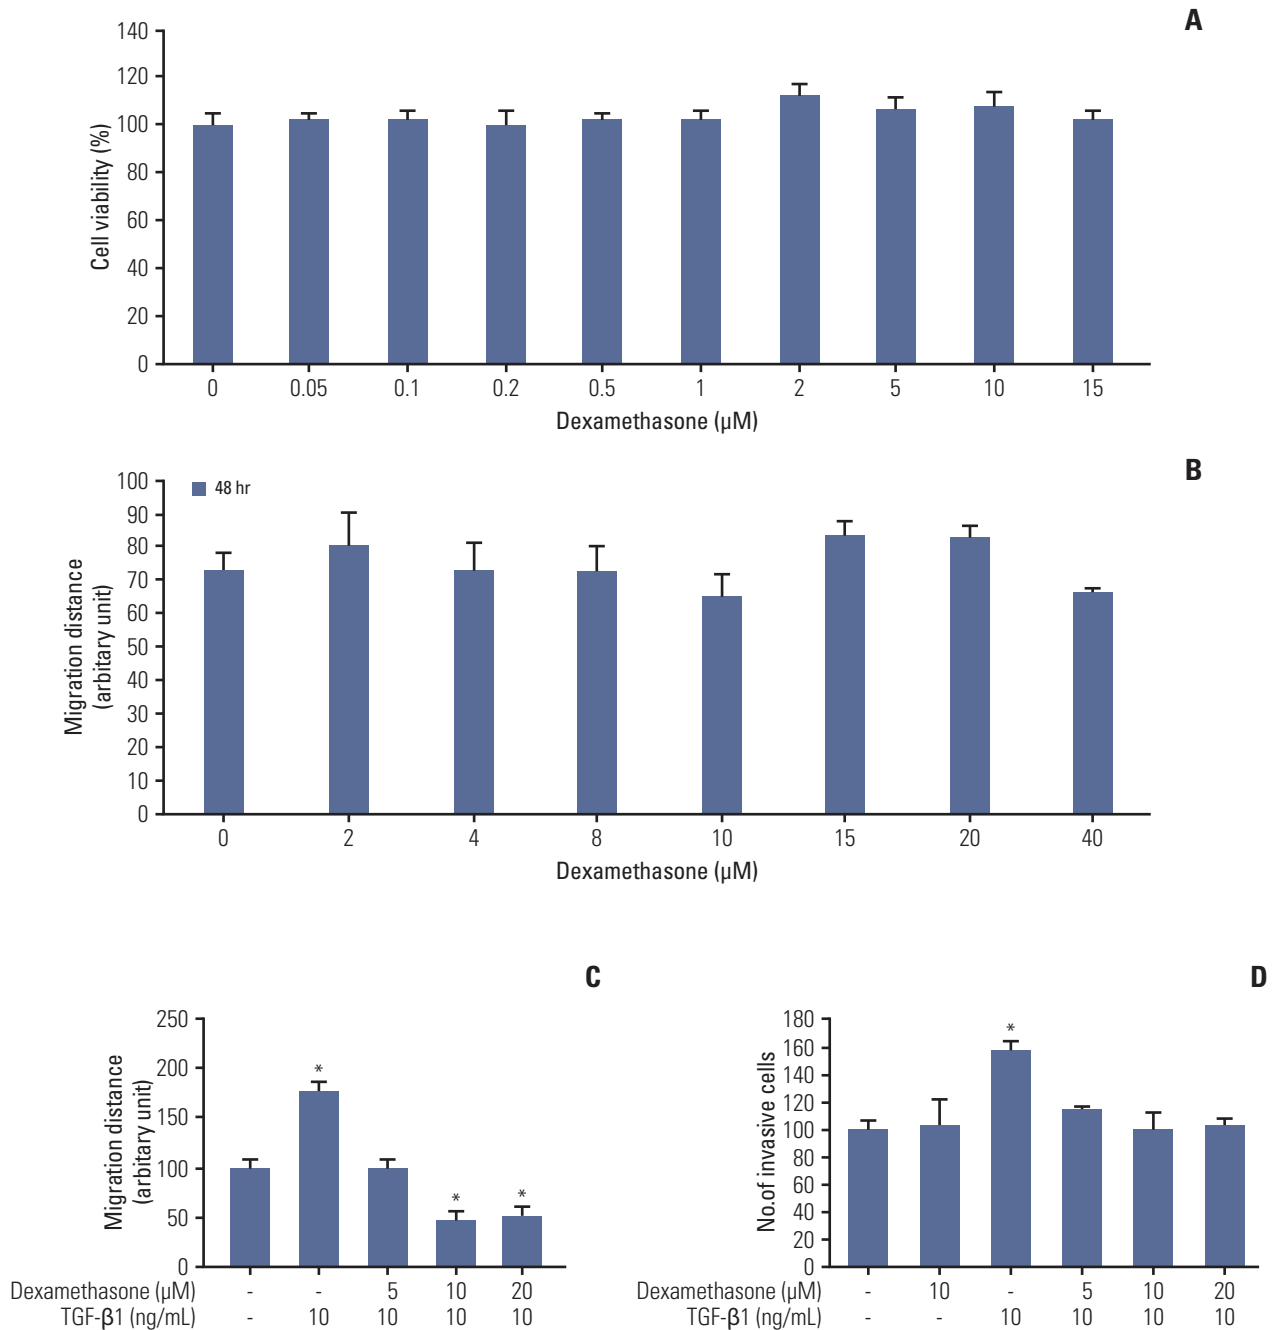 A
140
120
100
80
60
40
20
0
Cell viability (%)
0 0.05 0.1 0.2 0.5 1 2 5 10 15
Dexamethasone (µM)
B
48 hr
100
90
80
70
60
50
40
30
20
10
0
Migration distance
(arbitary unit)
0 2 4 8 10 15 20 40
Dexamethasone (µM)
C
250
200
150
100
50
0
Migration distance
(arbitary unit)
*
*
*
Dexamethasone (µM) - - 5 10 20
TGF-β1 (ng/mL) - 10 10 10 10
D
180
160
140
120
100
80
60
40
20
0
No.of invasive cells
*
Dexamethasone (µM) - 10 - 5 10 20
TGF-β1 (ng/mL) - - 10 10 10 10